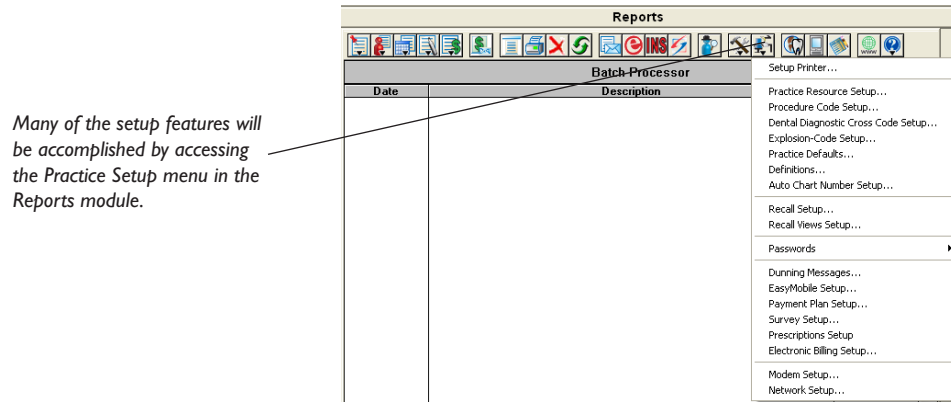 Reports
INS
www
Batch Processor
Date Description
Many of the setup features will
be accomplished by accessing
the Practice Setup menu in the
Reports module.
Setup Printer...
Practice Resource Setup...
Procedure Code Setup...
Dental Diagnostic Cross Code Setup...
Explosion-Code Setup...
Practice Defaults...
Definitions...
Auto Chart Number Setup...
Recall Setup...
Recall Views Setup...
Passwords
Dunning Messages...
EasyMobile Setup...
Payment Plan Setup...
Survey Setup...
Prescriptions Setup
Electronic Billing Setup...
Modem Setup...
Network Setup...